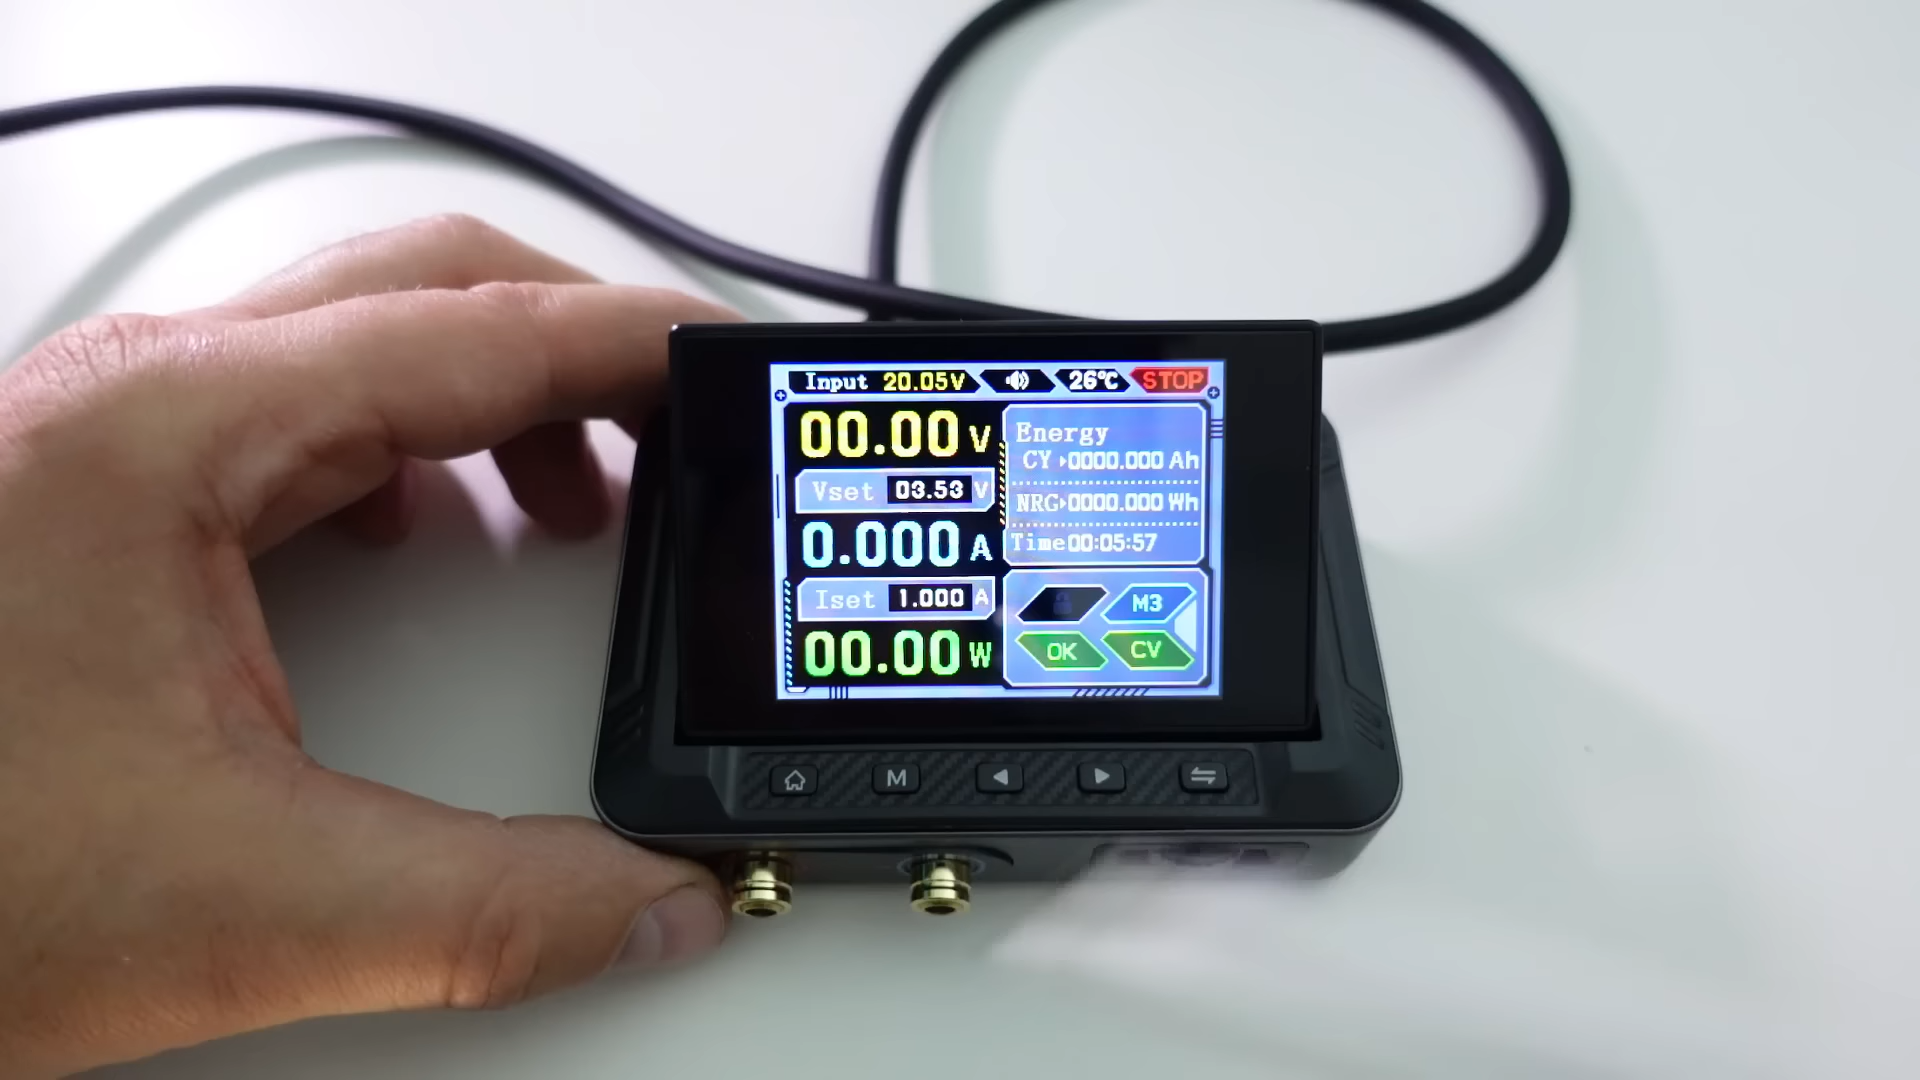 Input 20.05V 26℃ STOP
00.00 V
Vset 03.53 V
0.000 A
Iset 1.000 A
00.00 W
Energy
CY 0000.000 Ah
NRG 0000.000 Wh
Time 00:05:57
M3
OK CV
M